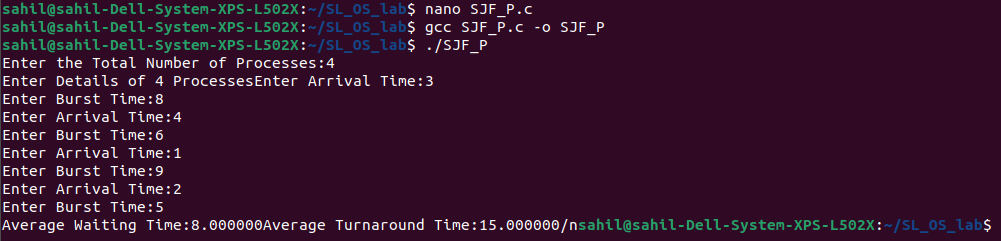 sahil@sahil-Dell-System-XPS-L502X:~/SL_OS_lab$ nano SJF_P.c
sahil@sahil-Dell-System-XPS-L502X:~/SL_OS_lab$ gcc SJF_P.c -o SJF_P
sahil@sahil-Dell-System-XPS-L502X:~/SL_OS_lab$ ./SJF_P
Enter the Total Number of Processes:4
Enter Details of 4 ProcessesEnter Arrival Time:3
Enter Burst Time:8
Enter Arrival Time:4
Enter Burst Time:6
Enter Arrival Time:1
Enter Burst Time:9
Enter Arrival Time:2
Enter Burst Time:5
Average Waiting Time:8.000000Average Turnaround Time:15.000000/nsahil@sahil-Dell-System-XPS-L502X:~/SL_OS_lab$